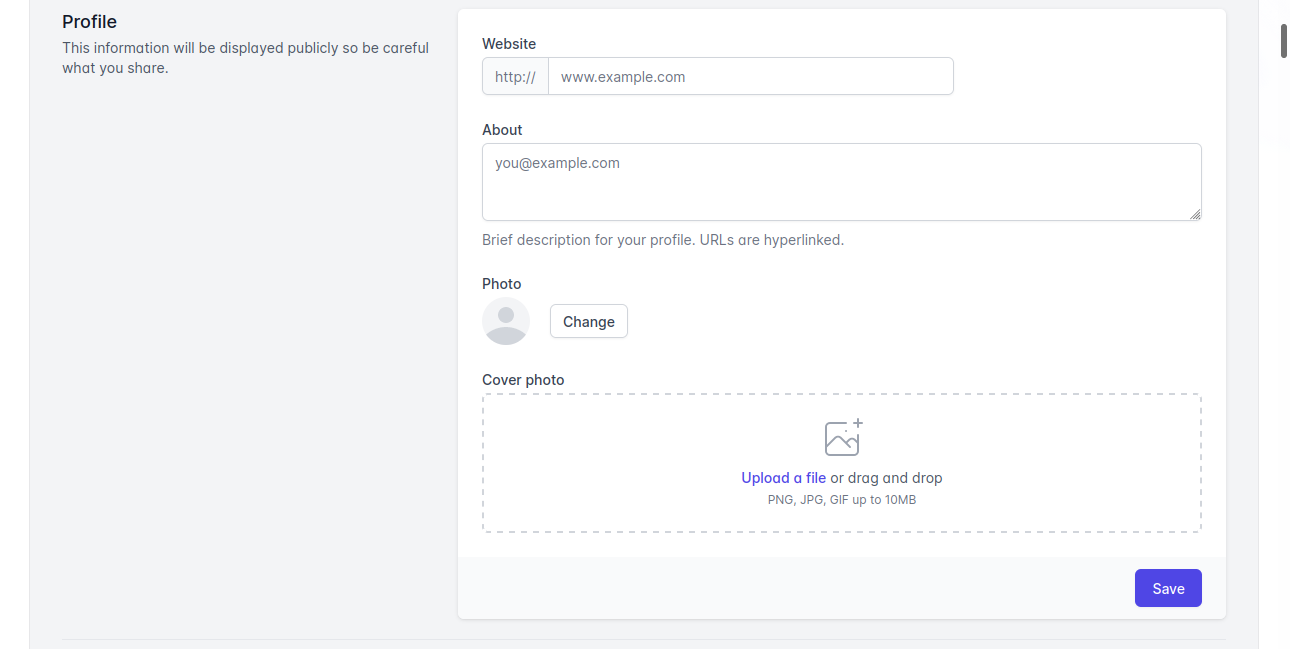 Profile
This information will be displayed publicly so be careful
what you share.
Website
http:// www.example.com
About
you@example.com
Brief description for your profile. URLs are hyperlinked.
Photo
Change
Cover photo
Upload a file or drag and drop
PNG, JPG, GIF up to 10MB
Save